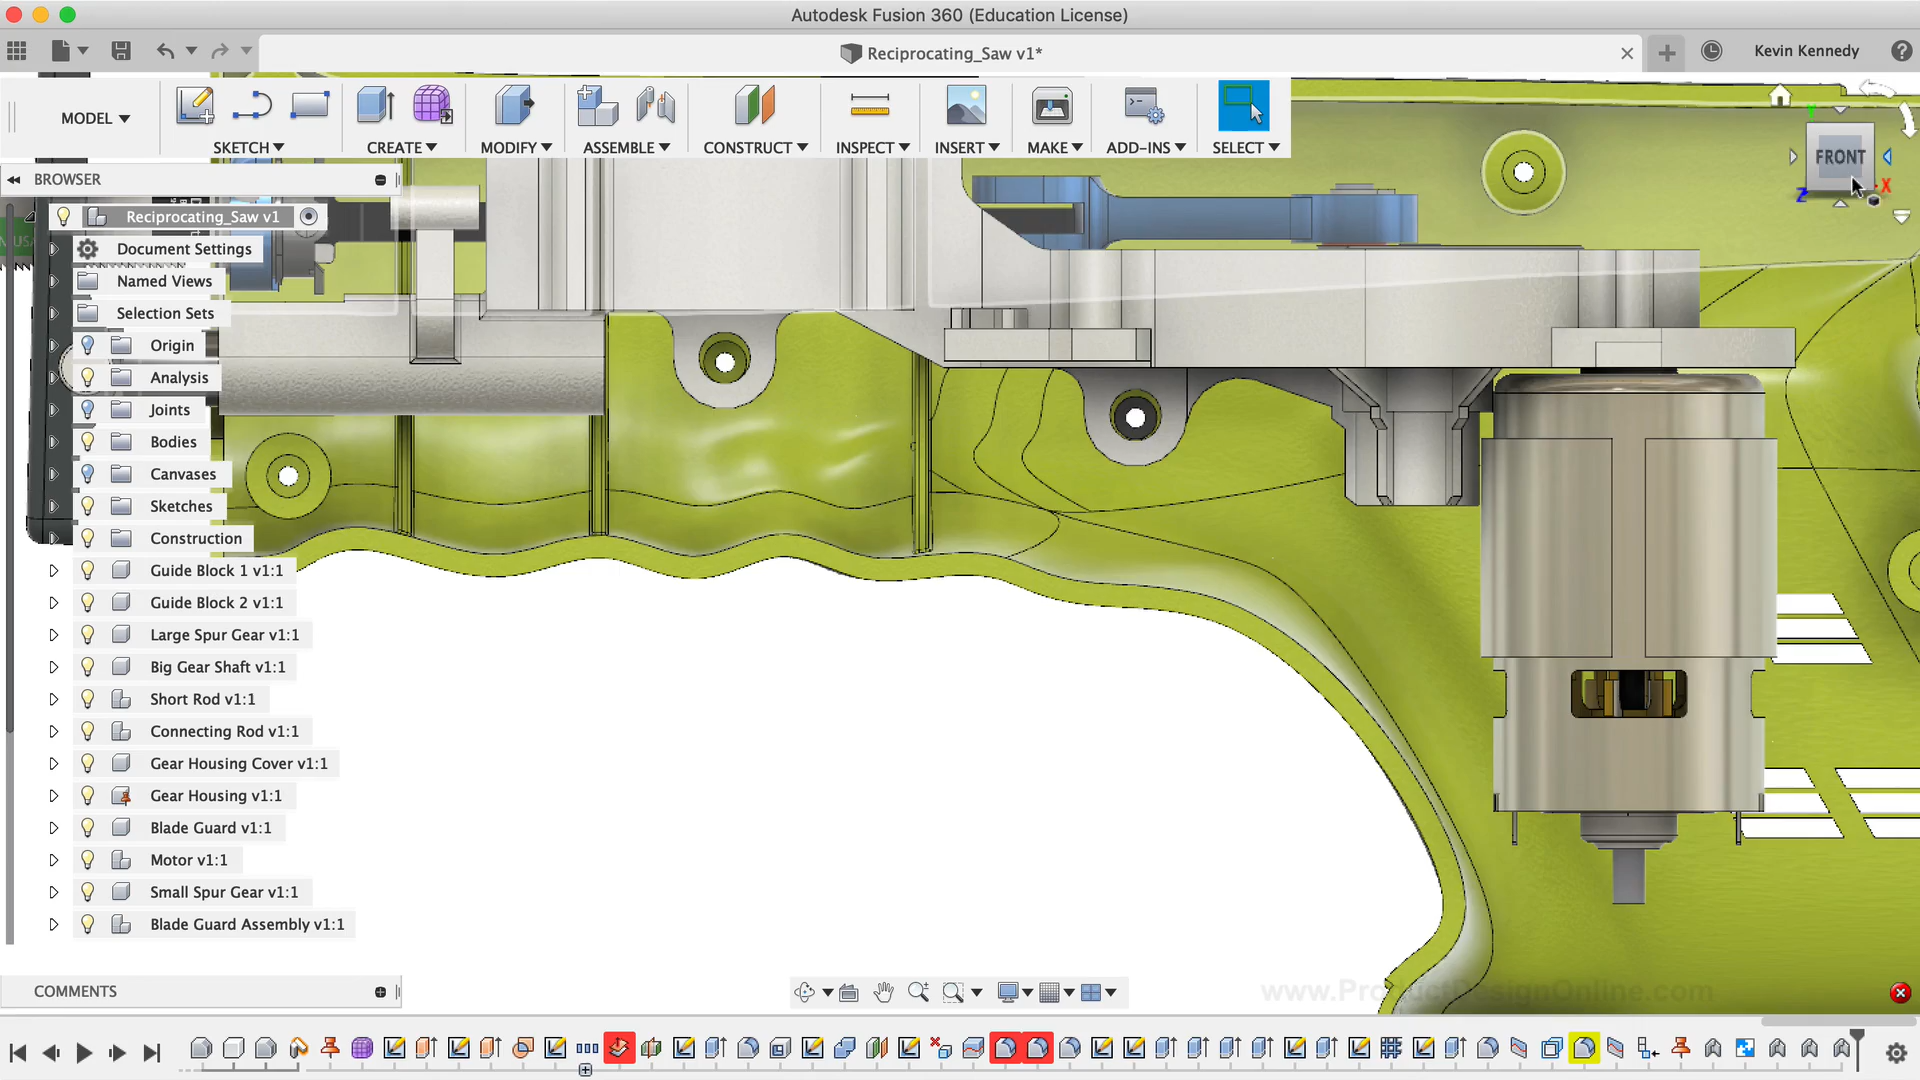 Autodesk Fusion 360 (Education License)
Reciprocating_Saw v1*
Kevin Kennedy
MODEL
SKETCH
CREATE
MODIFY
ASSEMBLE
CONSTRUCT
INSPECT
INSERT
MAKE
ADD-INS
SELECT
FRONT
Y
X
Z
BROWSER
Reciprocating_Saw v1
Document Settings
Named Views
Selection Sets
Origin
Analysis
Joints
Bodies
Canvases
Sketches
Construction
Guide Block 1 v1:1
Guide Block 2 v1:1
Large Spur Gear v1:1
Big Gear Shaft v1:1
Short Rod v1:1
Connecting Rod v1:1
Gear Housing Cover v1:1
Gear Housing v1:1
Blade Guard v1:1
Motor v1:1
Small Spur Gear v1:1
Blade Guard Assembly v1:1
COMMENTS
www.ProductDesignOnline.com